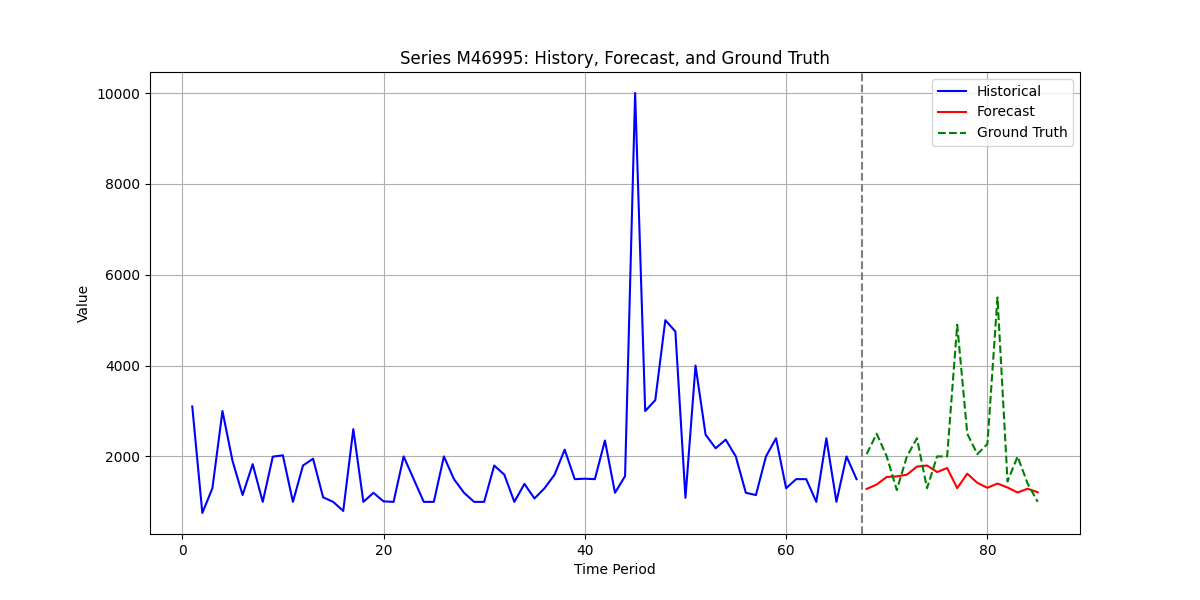 Series M46995: History, Forecast, and Ground Truth
Historical
Forecast
Ground Truth
Value
10000
8000
6000
4000
2000
0
20
40
60
80
Time Period